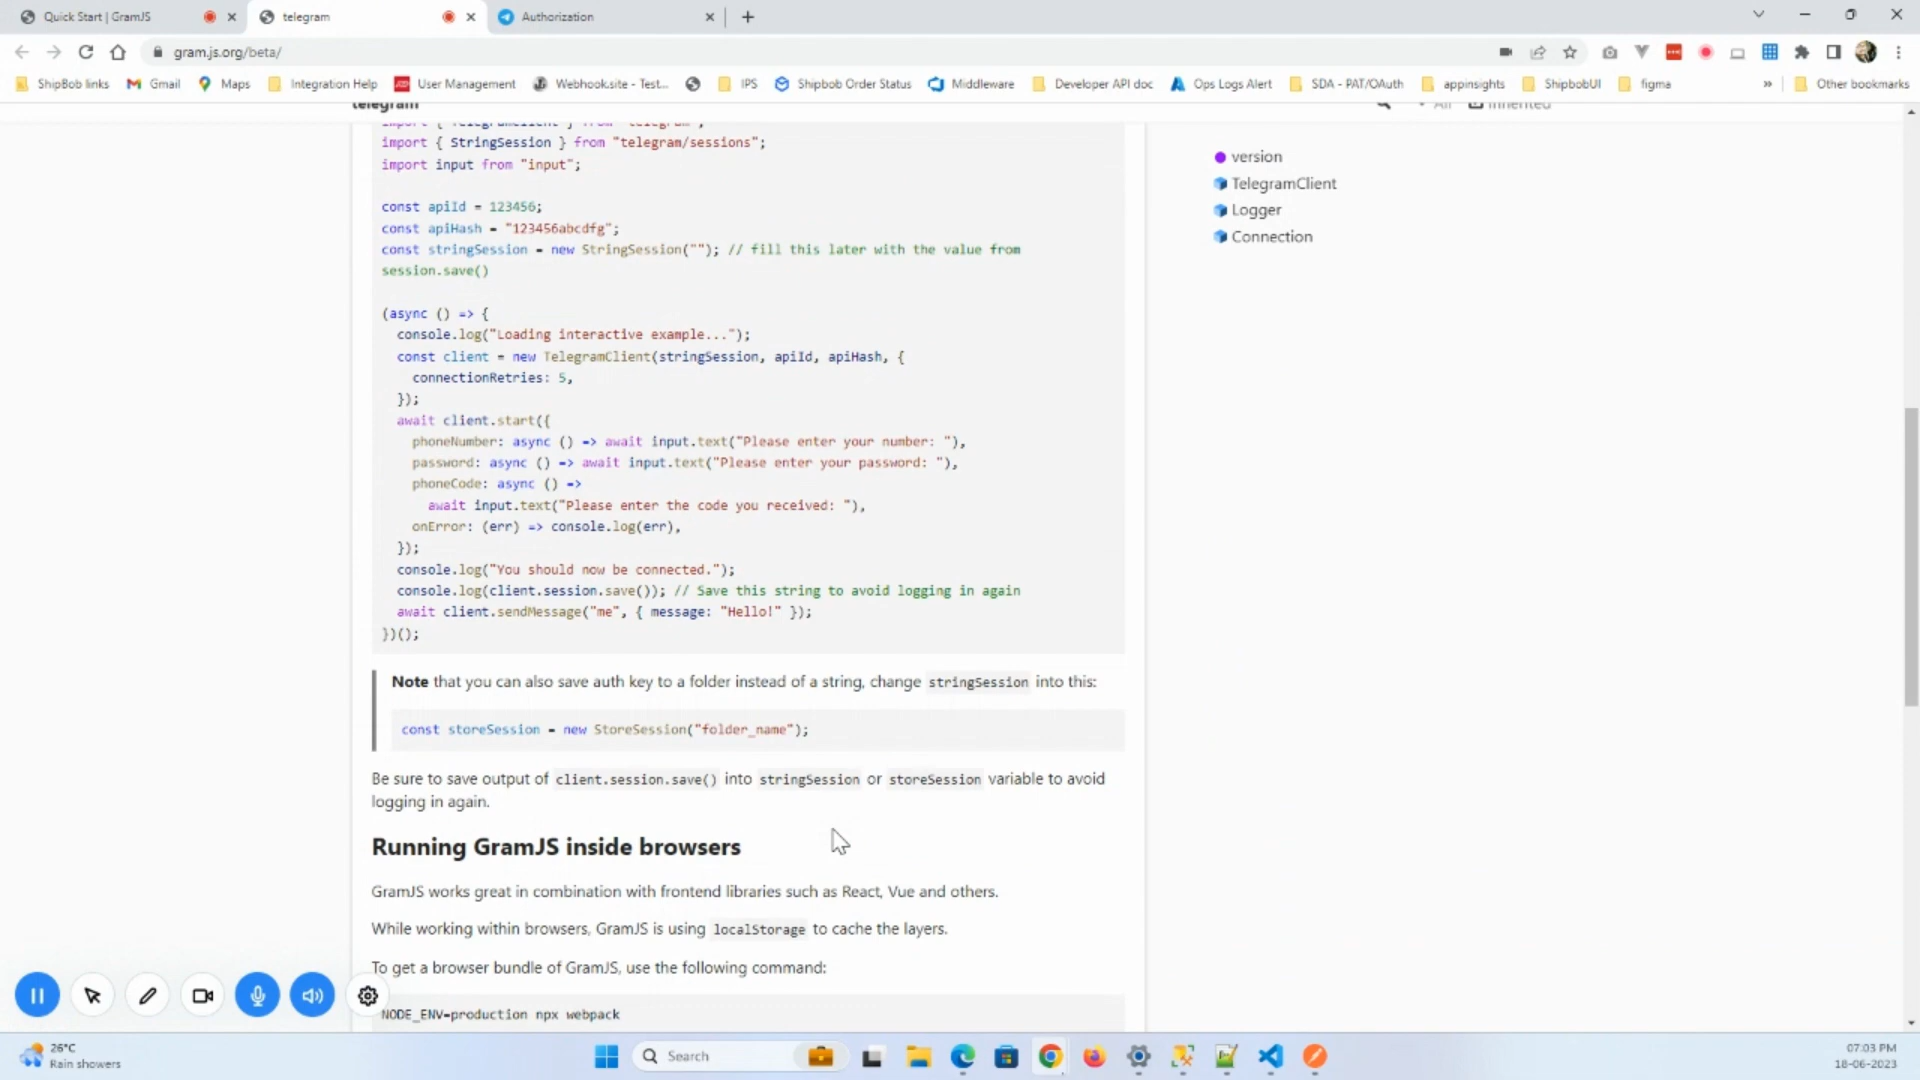 Quick Start | GramJS
telegram
Authorization
gram.js.org/beta/
ShipBob links
Gmail
Maps
Integration Help
User Management
Webhook.site - Test...
IPS
Shipbob Order Status
Middleware
Developer API doc
Ops Logs Alert
SDA - PAT/OAuth
appinsights
ShipbobUI
figma
»
Other bookmarks
telegram
All
Inherited
import { TelegramClient } from "telegram";
import { StringSession } from "telegram/sessions";
import input from "input";
const apiId = 123456;
const apiHash = "123456abcdfg";
const stringSession = new StringSession(""); // fill this later with the value from
session.save()
(async () => {
console.log("Loading interactive example...");
const client = new TelegramClient(stringSession, apiId, apiHash, {
connectionRetries: 5,
});
await client.start({
phoneNumber: async () => await input.text("Please enter your number: "),
password: async () => await input.text("Please enter your password: "),
phoneCode: async () =>
await input.text("Please enter the code you received: "),
onError: (err) => console.log(err),
});
console.log("You should now be connected.");
console.log(client.session.save()); // Save this string to avoid logging in again
await client.sendMessage("me", { message: "Hello!" });
})();
Note that you can also save auth key to a folder instead of a string, change stringSession into this:
const storeSession = new StoreSession("folder_name");
Be sure to save output of client.session.save() into stringSession or storeSession variable to avoid
logging in again.
Running GramJS inside browsers
GramJS works great in combination with frontend libraries such as React, Vue and others.
While working within browsers, GramJS is using localStorage to cache the layers.
To get a browser bundle of GramJS, use the following command:
NODE_ENV=production npx webpack
version
TelegramClient
Logger
Connection
26°C
Rain showers
Search
07:03 PM
18-06-2023